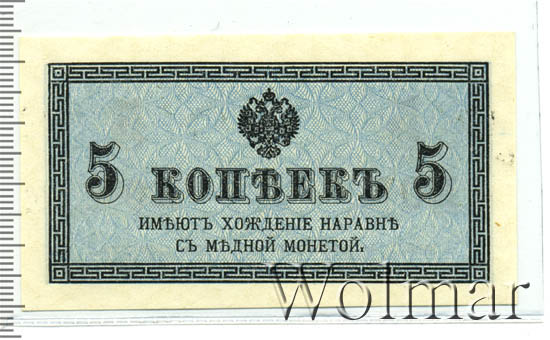 5 КОПѢЕКЪ 5
ИМѢЮТЪ ХОЖДЕНІЕ НАРАВНѢ
СЪ МѢДНОЙ МОНЕТОЙ.
Wolmar